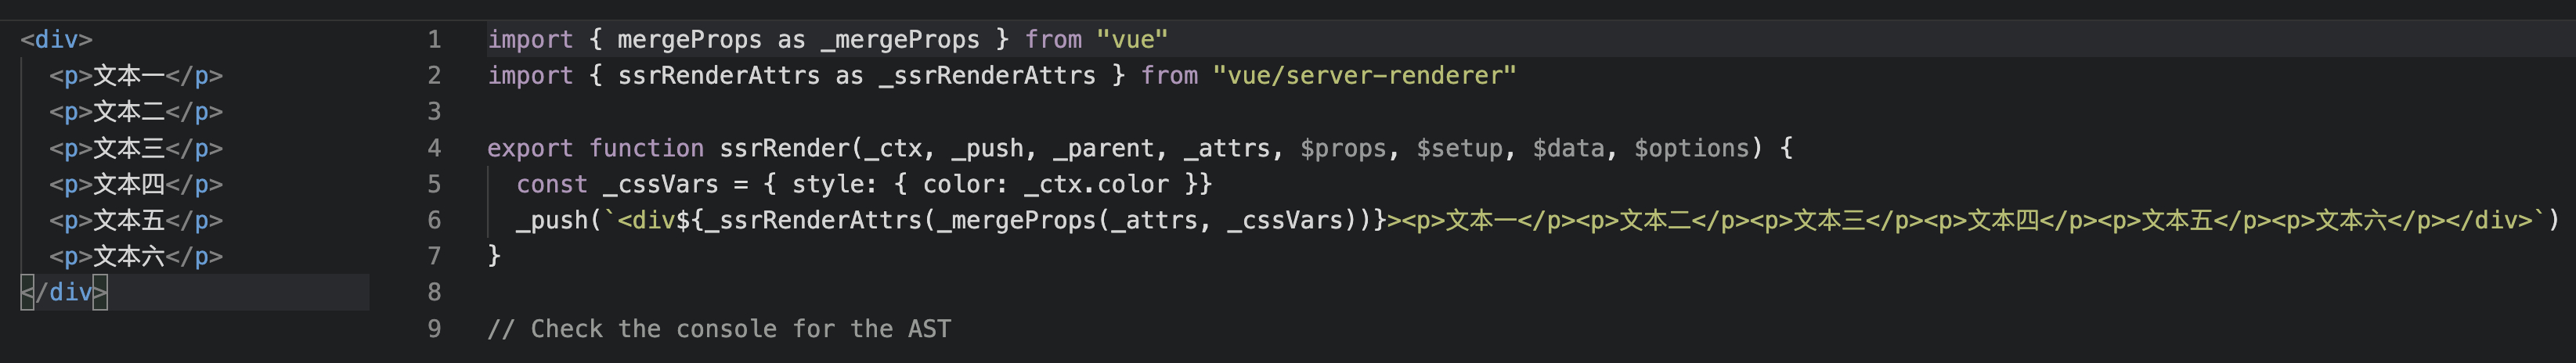 <div>
  <p>文本一</p>
  <p>文本二</p>
  <p>文本三</p>
  <p>文本四</p>
  <p>文本五</p>
  <p>文本六</p>
</div>
1 import { mergeProps as _mergeProps } from "vue"
2 import { ssrRenderAttrs as _ssrRenderAttrs } from "vue/server-renderer"
3
4 export function ssrRender(_ctx, _push, _parent, _attrs, $props, $setup, $data, $options) {
5   const _cssVars = { style: { color: _ctx.color }}
6   _push(`<div${_ssrRenderAttrs(_mergeProps(_attrs, _cssVars))}><p>文本一</p><p>文本二</p><p>文本三</p><p>文本四</p><p>文本五</p><p>文本六</p></div>`)
7 }
8
9 // Check the console for the AST